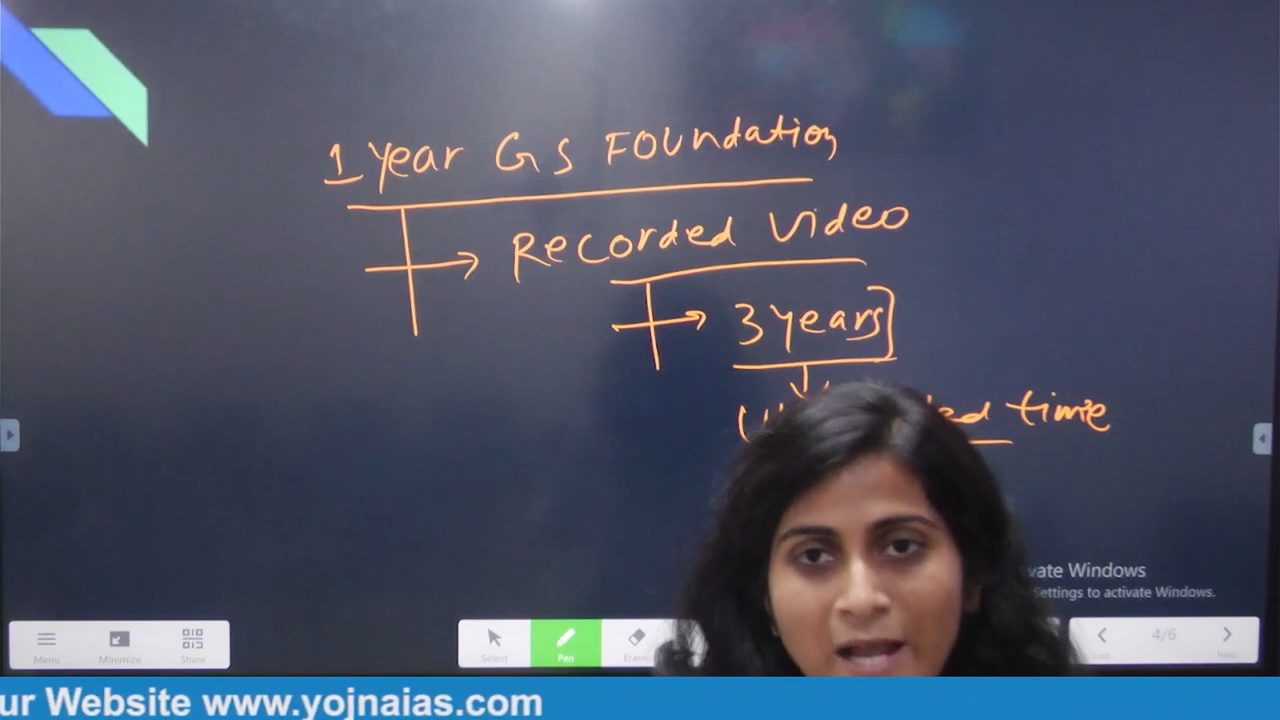 1 Year GS Foundation
Recorded Video
3 years
time
vate Windows
Settings to activate Windows.
Menu
Minimize
Share
Select
Pen
4/6
ur Website www.yojnaias.com